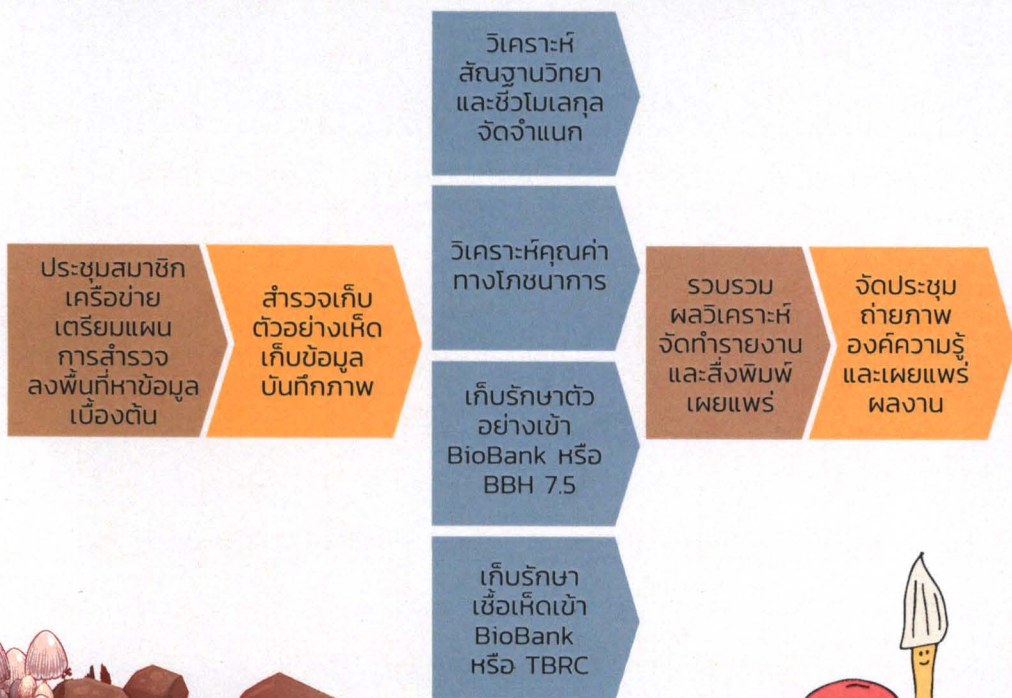 ประชุมสมาชิก
เครือข่าย
เตรียมแผน
การสำรวจ
ลงพื้นที่หาข้อมูล
เบื้องต้น
สำรวจเก็บ
ตัวอย่างเห็ด
เก็บข้อมูล
บันทึกภาพ
วิเคราะห์
สัณฐานวิทยา
และชีวโมเลกุล
จัดจำแนก
วิเคราะห์คุณค่า
ทางโภชนาการ
เก็บรักษาตัว
อย่างเข้า
BioBank หรือ
BBH 7.5
เก็บรักษา
เชื้อเห็ดเข้า
BioBank
หรือ TBRC
รวบรวม
ผลวิเคราะห์
จัดทำรายงาน
และสิ่งพิมพ์
เผยแพร่
จัดประชุม
ถ่ายภาพ
องค์ความรู้
และเผยแพร่
ผลงาน